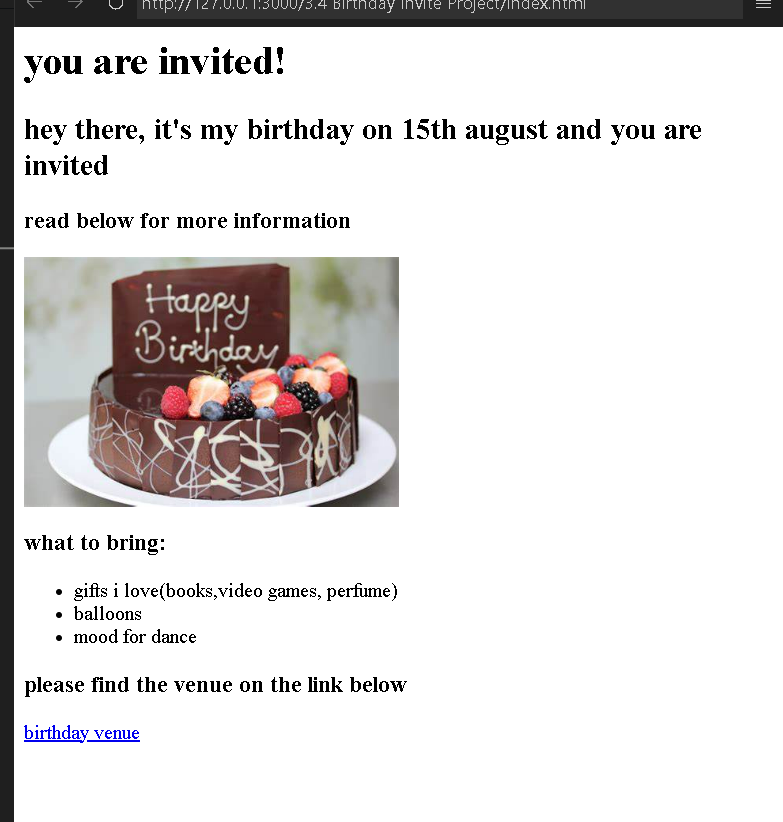 http://127.0.0.1:3000/3.4 Birthday Invite Project/index.html
you are invited!
hey there, it's my birthday on 15th august and you are
invited
read below for more information
Happy
Birthday
what to bring:
gifts i love(books,video games, perfume)
balloons
mood for dance
please find the venue on the link below
birthday venue